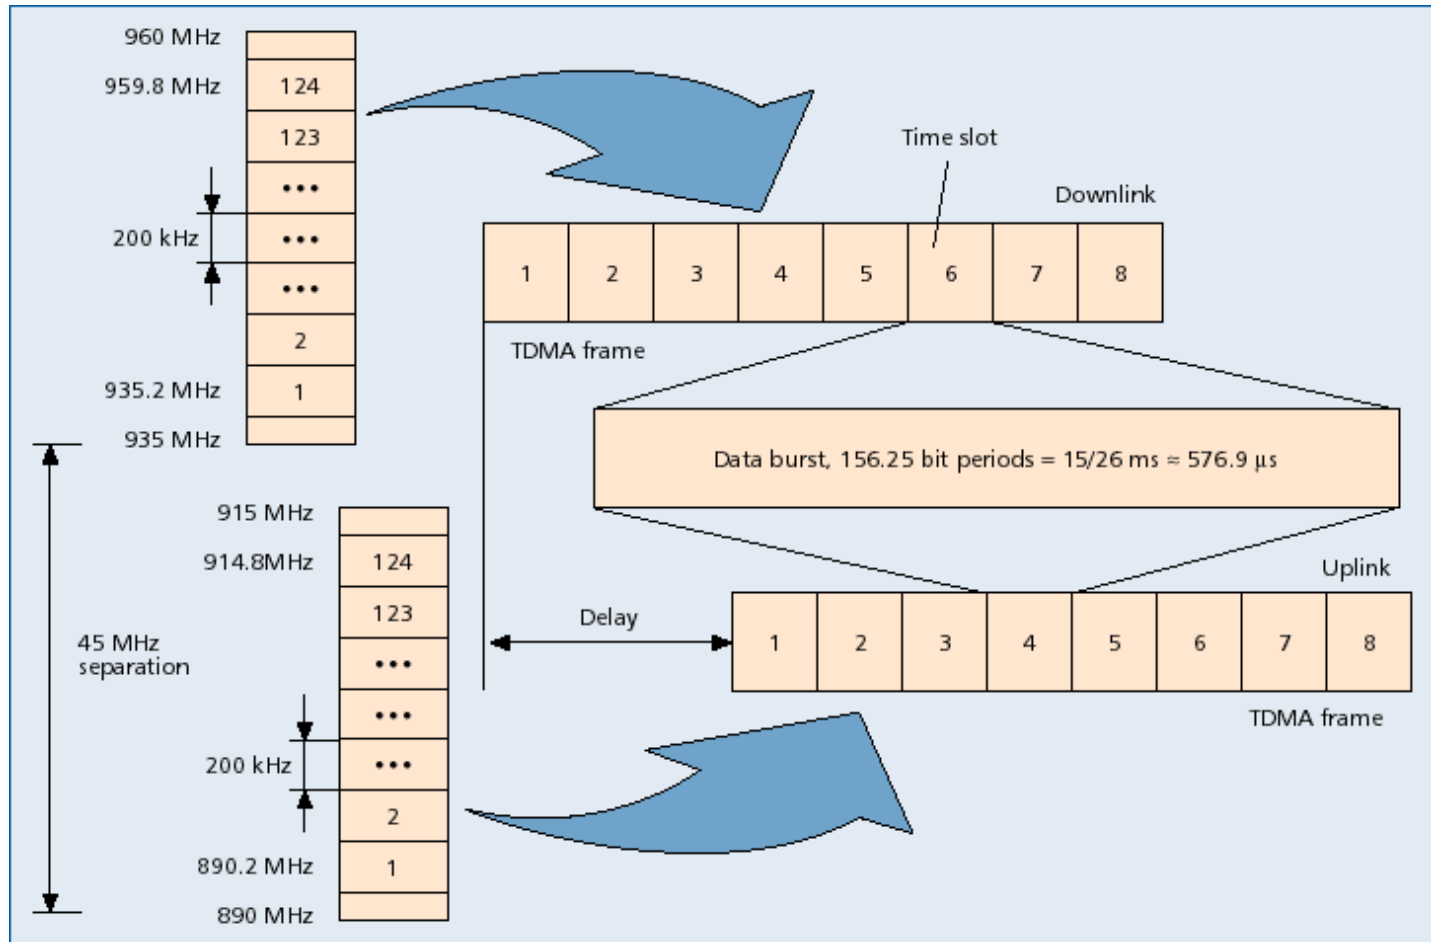 960 MHz
959.8 MHz
124
123
•••
200 kHz
•••
•••
2
935.2 MHz
1
935 MHz
Time slot
Downlink
1 2 3 4 5 6 7 8
TDMA frame
Data burst, 156.25 bit periods = 15/26 ms ≈ 576.9 µs
915 MHz
914.8MHz
124
123
•••
•••
200 kHz
•••
2
890.2 MHz
1
890 MHz
45 MHz
separation
Delay
Uplink
1 2 3 4 5 6 7 8
TDMA frame